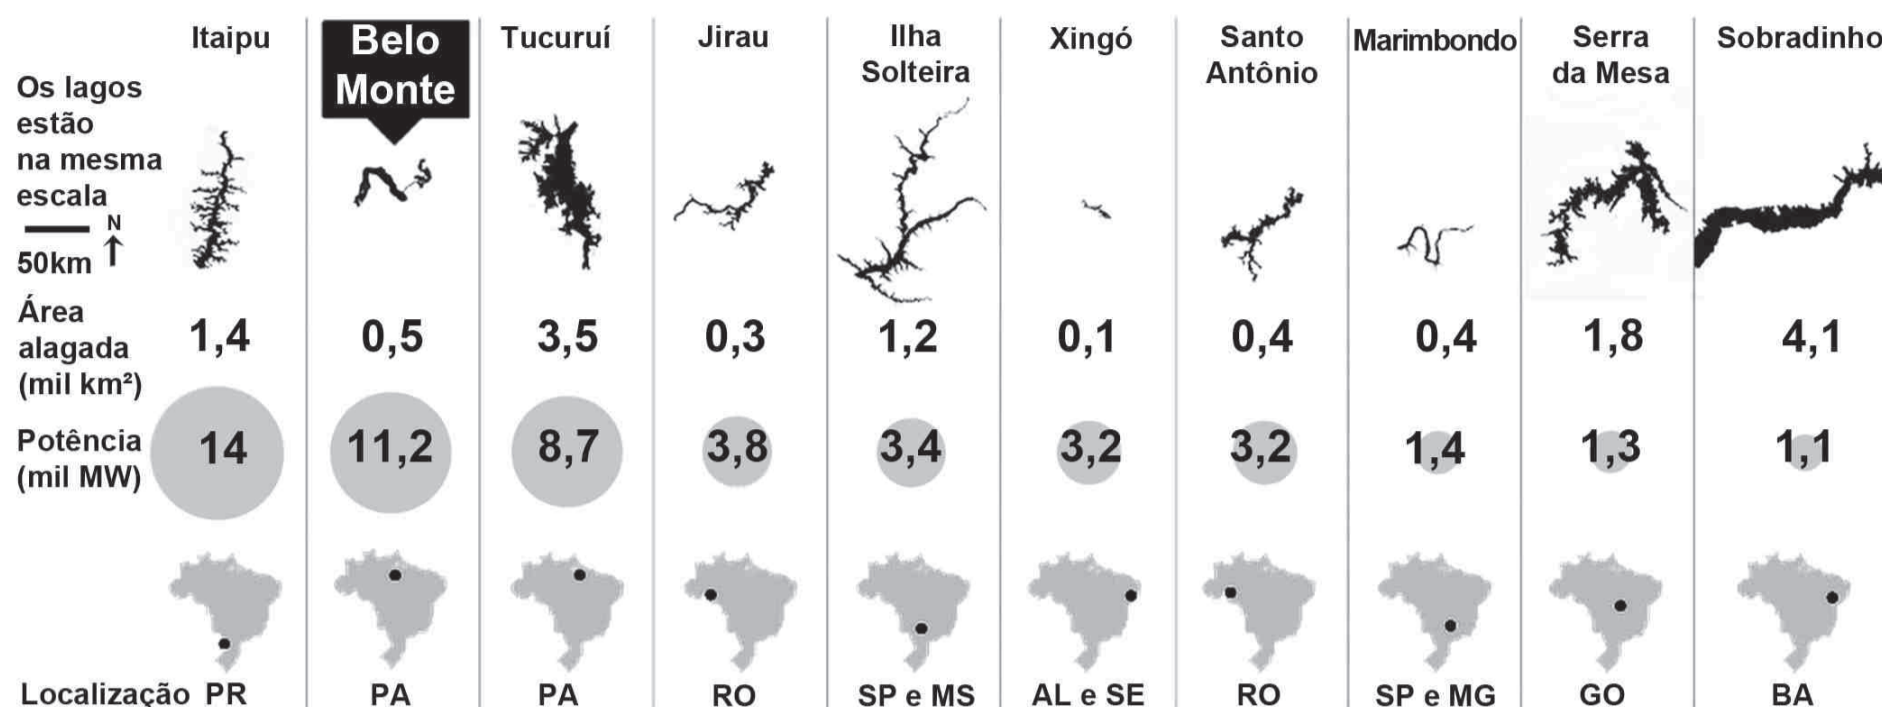 Itaipu
Belo
Monte
Tucuruí
Jirau
Ilha
Solteira
Xingó
Santo
Antônio
Marimbondo
Serra
da Mesa
Sobradinho
Os lagos
estão
na mesma
escala
N
50km
Área
alagada
(mil km²)
1,4
0,5
3,5
0,3
1,2
0,1
0,4
0,4
1,8
4,1
Potência
(mil MW)
14
11,2
8,7
3,8
3,4
3,2
3,2
1,4
1,3
1,1
Localização
PR
PA
PA
RO
SP e MS
AL e SE
RO
SP e MG
GO
BA